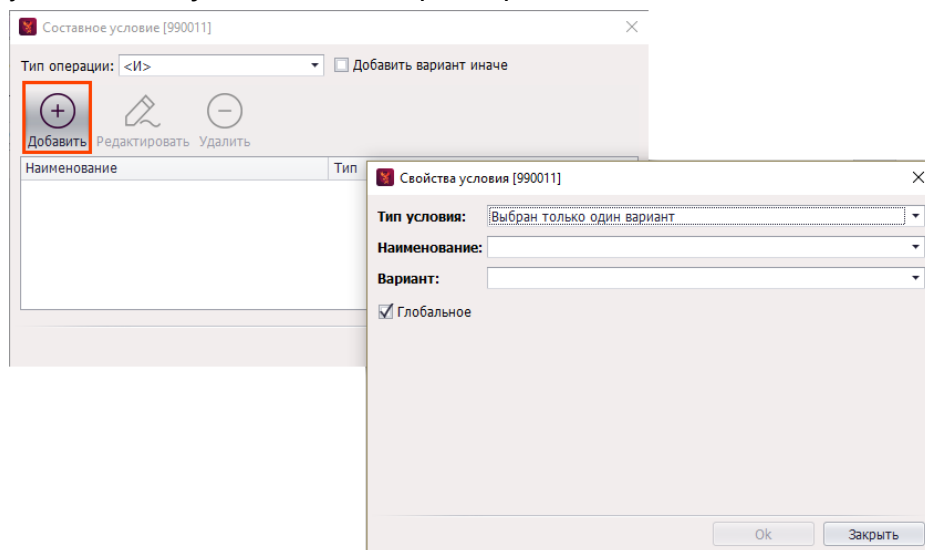 Составное условие [990011]
Тип операции: <И> Добавить вариант иначе
Добавить Редактировать Удалить
Наименование Тип
Свойства условия [990011]
Тип условия: Выбран только один вариант
Наименование:
Вариант:
Глобальное
Ok Закрыть